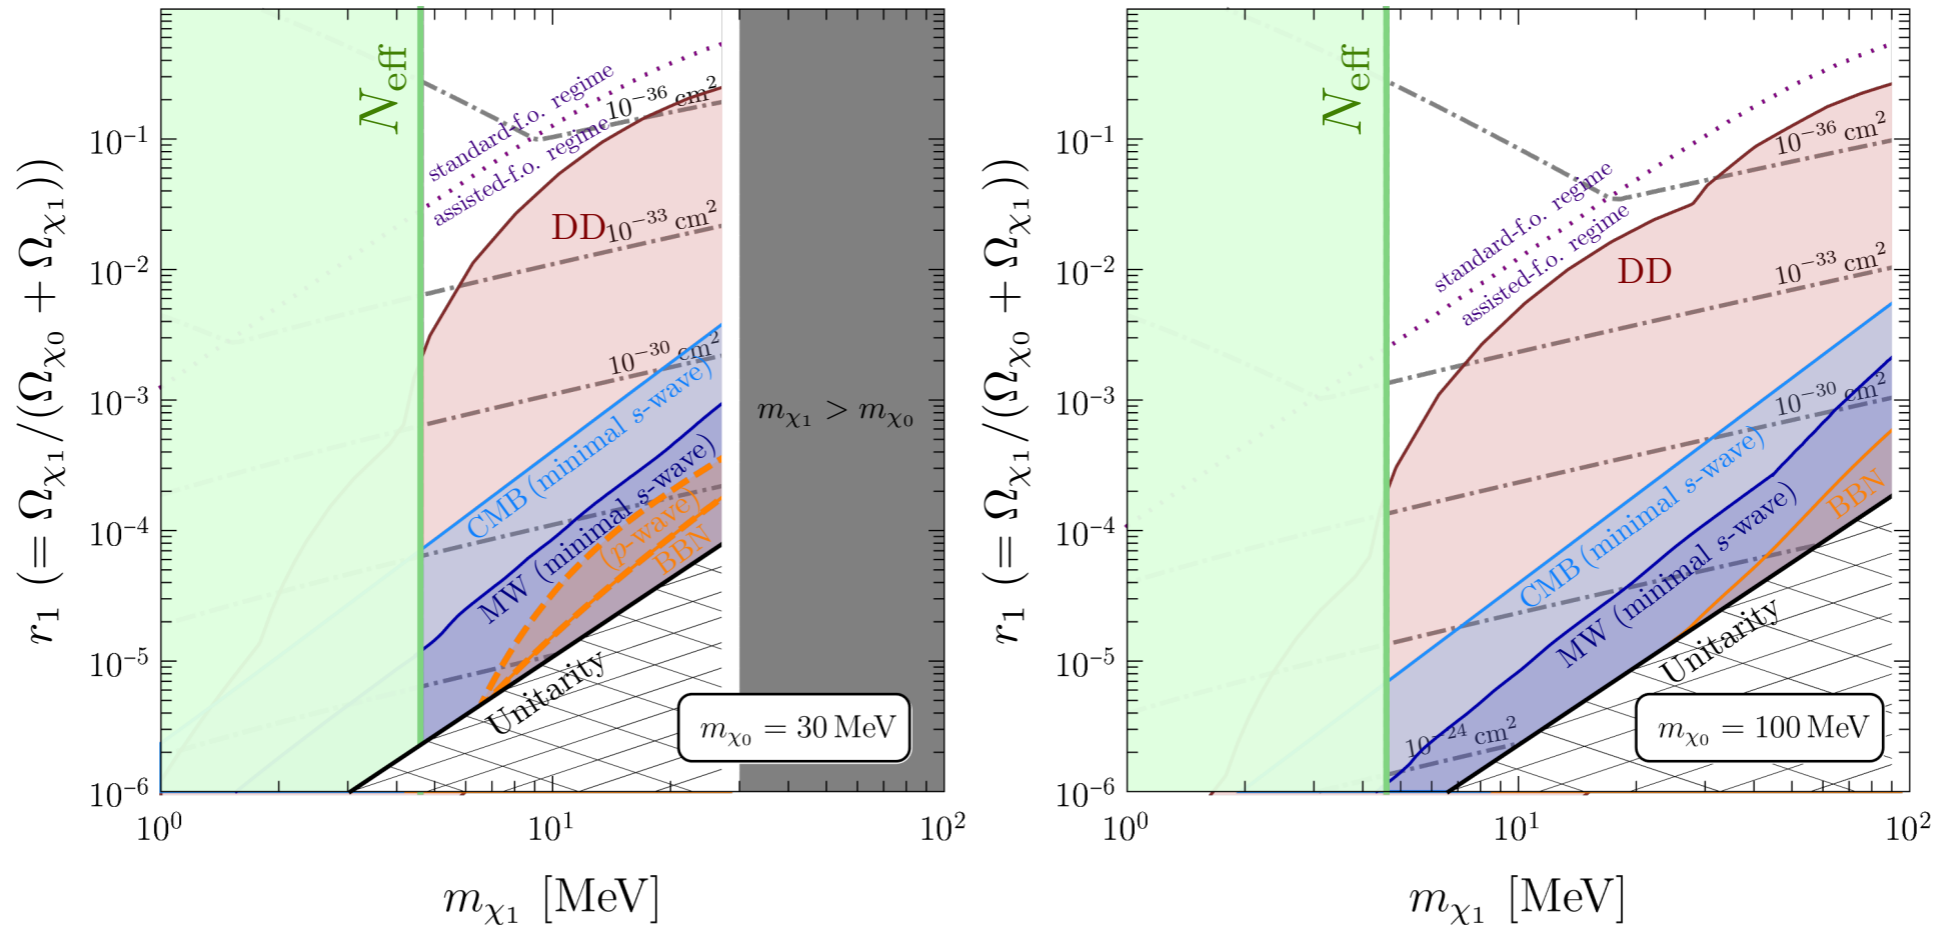 N_eff
standard-f.o. regime
assisted-f.o. regime
10^−36 cm^2
DD
10^−33 cm^2
10^−30 cm^2
CMB (minimal s-wave)
MW (minimal s-wave)
(p-wave)
BBN
Unitarity
m_χ1 > m_χ0
m_χ0 = 30 MeV
r_1 (= Ω_χ1/(Ω_χ0 + Ω_χ1))
10^−1
10^−2
10^−3
10^−4
10^−5
10^−6
10^0
10^1
10^2
m_χ1 [MeV]
N_eff
standard-f.o. regime
assisted-f.o. regime
10^−36 cm^2
DD
10^−33 cm^2
10^−30 cm^2
CMB (minimal s-wave)
MW (minimal s-wave)
BBN
Unitarity
10^−24 cm^2
m_χ0 = 100 MeV
r_1 (= Ω_χ1/(Ω_χ0 + Ω_χ1))
10^−1
10^−2
10^−3
10^−4
10^−5
10^−6
10^0
10^1
10^2
m_χ1 [MeV]